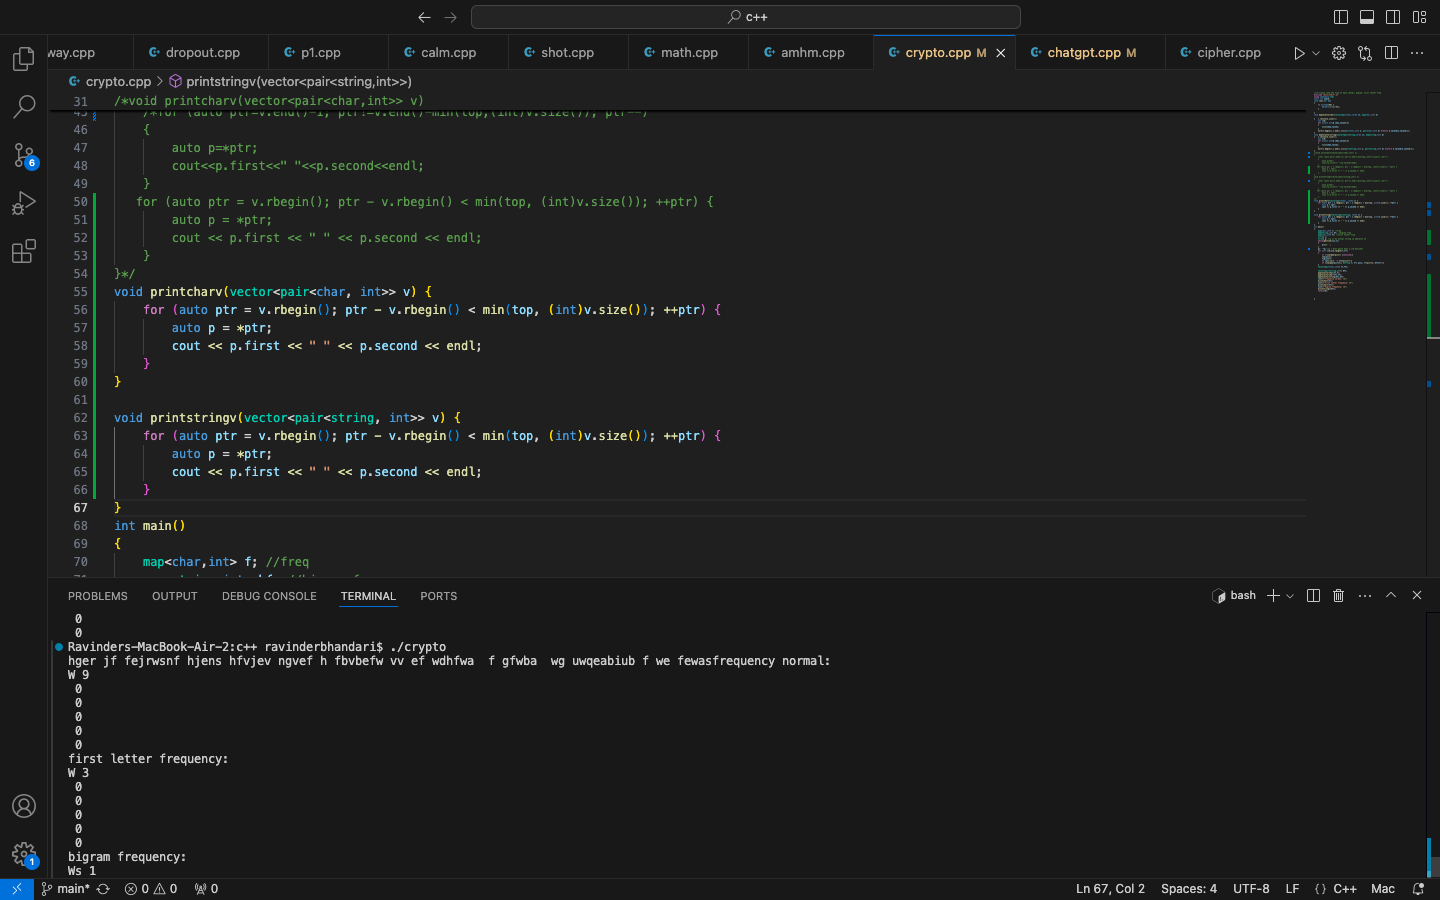 c++
way.cpp
dropout.cpp
p1.cpp
calm.cpp
shot.cpp
math.cpp
amhm.cpp
crypto.cpp M
chatgpt.cpp M
cipher.cpp
crypto.cpp > printstringv(vector<pair<string,int>>)
31 /*void printcharv(vector<pair<char,int>> v)
45 /*for (auto ptr=v.end()-1; ptr!=v.end()-min(top,(int)v.size()); ptr--)
46 {
47 auto p=*ptr;
48 cout<<p.first<<" "<<p.second<<endl;
49 }
50 for (auto ptr = v.rbegin(); ptr - v.rbegin() < min(top, (int)v.size()); ++ptr) {
51 auto p = *ptr;
52 cout << p.first << " " << p.second << endl;
53 }
54 }*/
55 void printcharv(vector<pair<char, int>> v) {
56 for (auto ptr = v.rbegin(); ptr - v.rbegin() < min(top, (int)v.size()); ++ptr) {
57 auto p = *ptr;
58 cout << p.first << " " << p.second << endl;
59 }
60 }
61
62 void printstringv(vector<pair<string, int>> v) {
63 for (auto ptr = v.rbegin(); ptr - v.rbegin() < min(top, (int)v.size()); ++ptr) {
64 auto p = *ptr;
65 cout << p.first << " " << p.second << endl;
66 }
67 }
68 int main()
69 {
70 map<char,int> f; //freq
PROBLEMS OUTPUT DEBUG CONSOLE TERMINAL PORTS
bash
0
0
Ravinders-MacBook-Air-2:c++ ravinderbhandari$ ./crypto
hger jf fejrwsnf hjens hfvjev ngvef h fbvbefw vv ef wdhfwa  f gfwba  wg uwqeabiub f we fewasfrequency normal:
W 9
0
0
0
0
0
first letter frequency:
W 3
0
0
0
0
0
bigram frequency:
Ws 1
6
1
main* 0 0 0
Ln 67, Col 2 Spaces: 4 UTF-8 LF {} C++ Mac